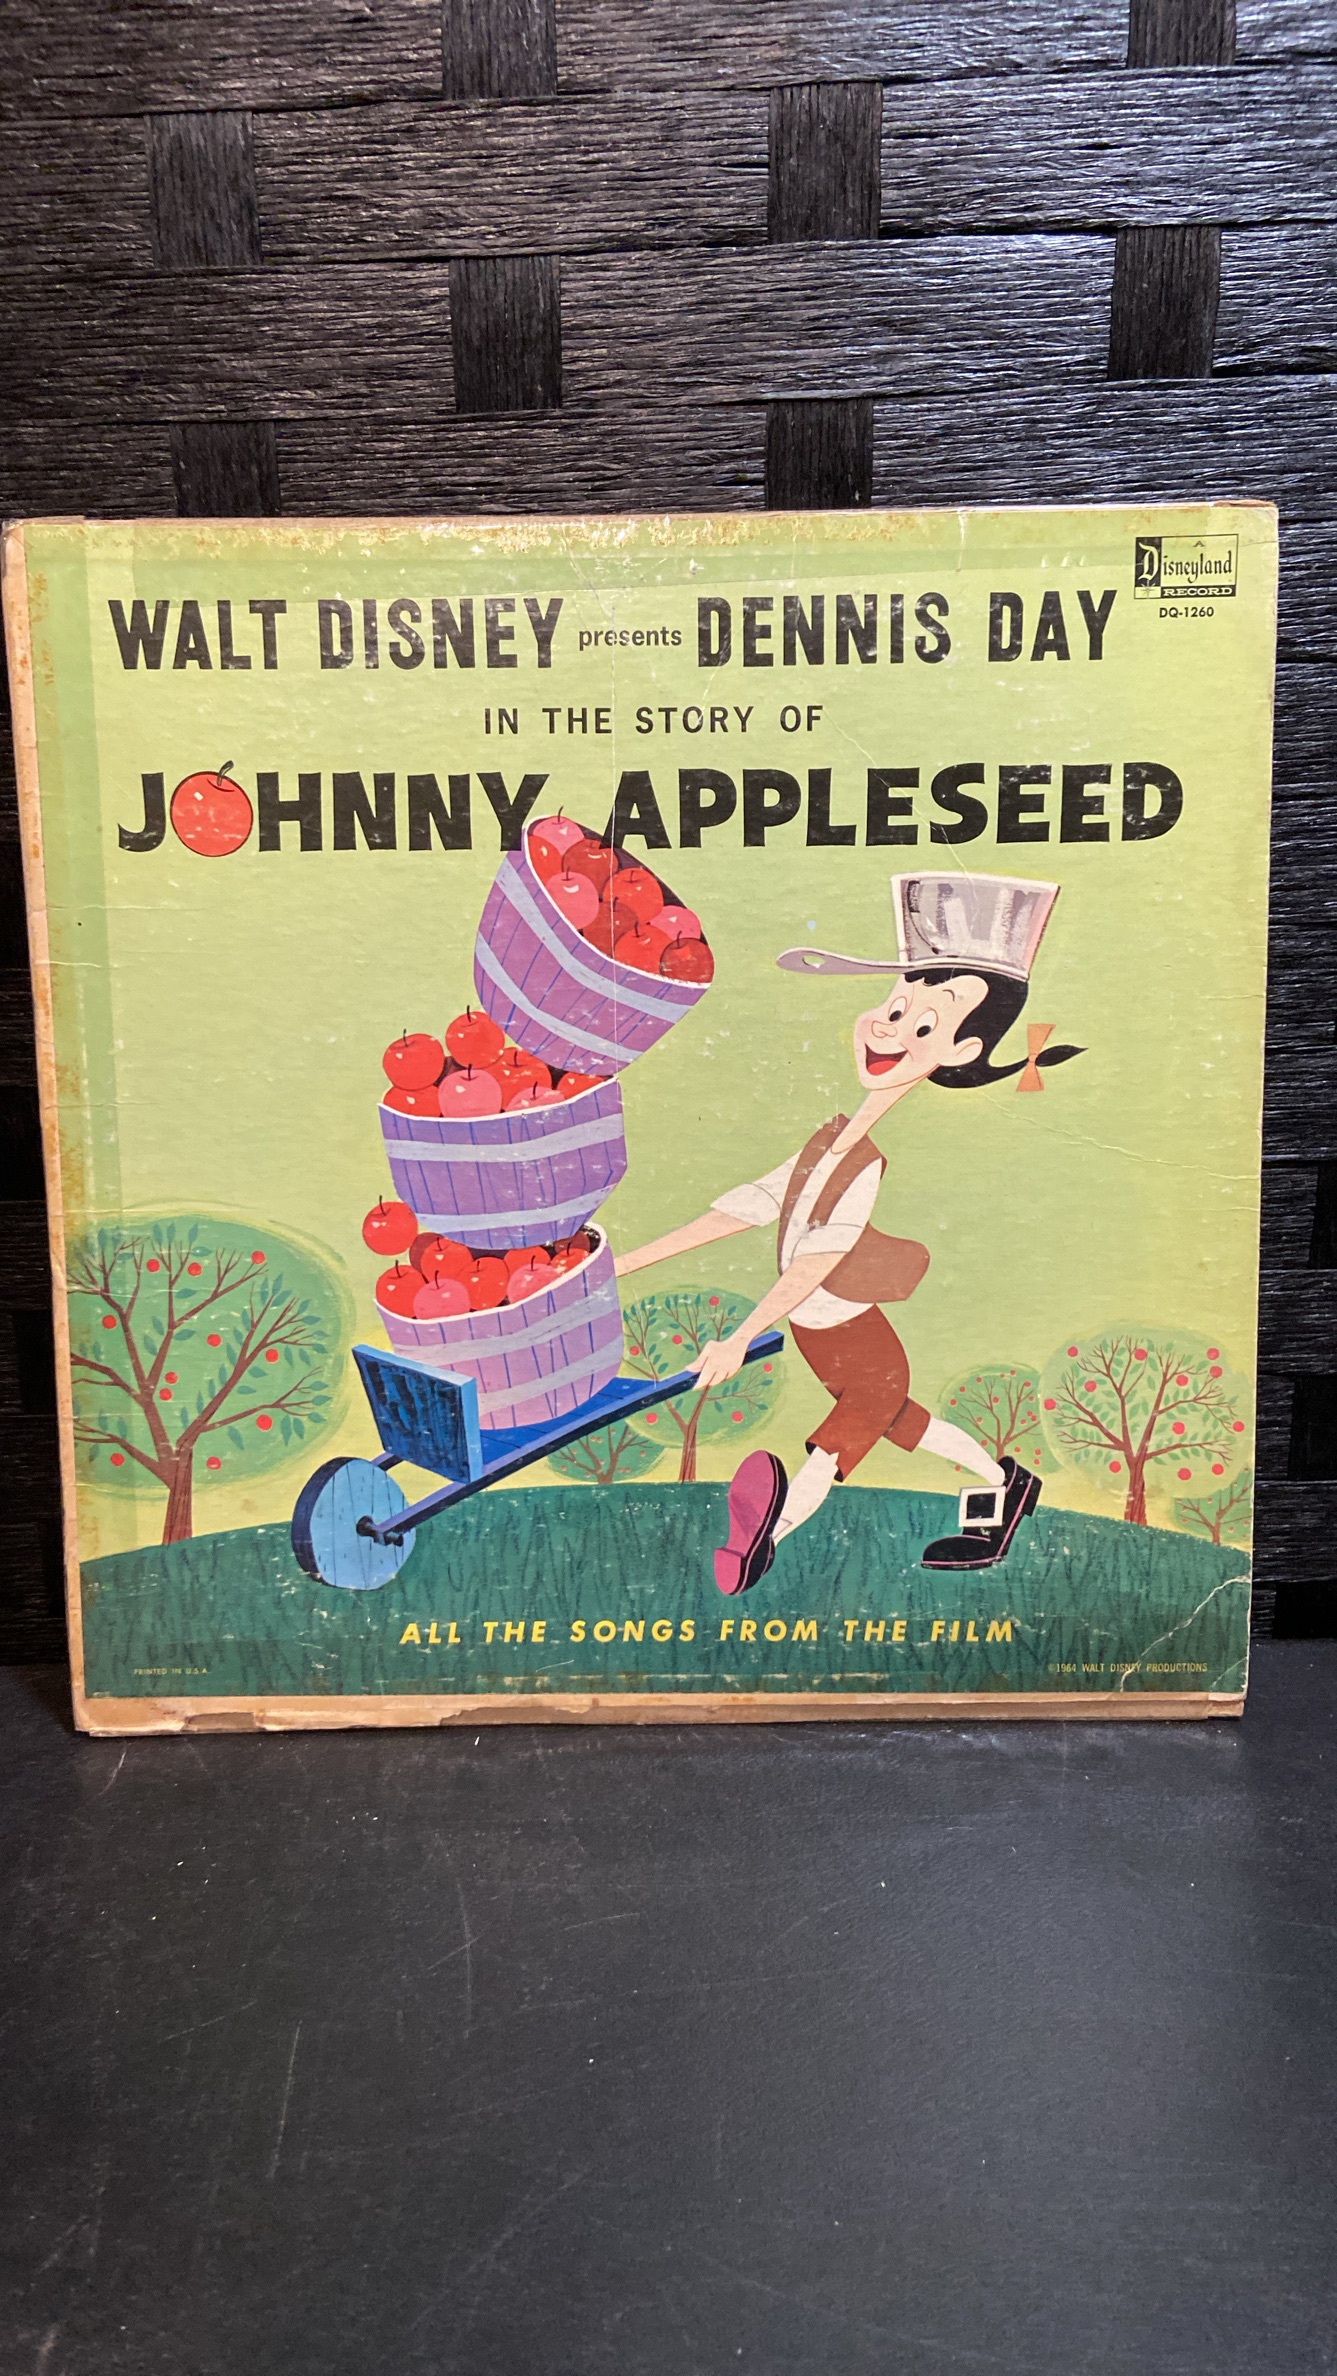 Disneyland
RECORD
DQ-1260
WALT DISNEY presents DENNIS DAY
IN THE STORY OF
JOHNNY APPLESEED
ALL THE SONGS FROM THE FILM
PRINTED IN U.S.A.
©1964 WALT DISNEY PRODUCTIONS